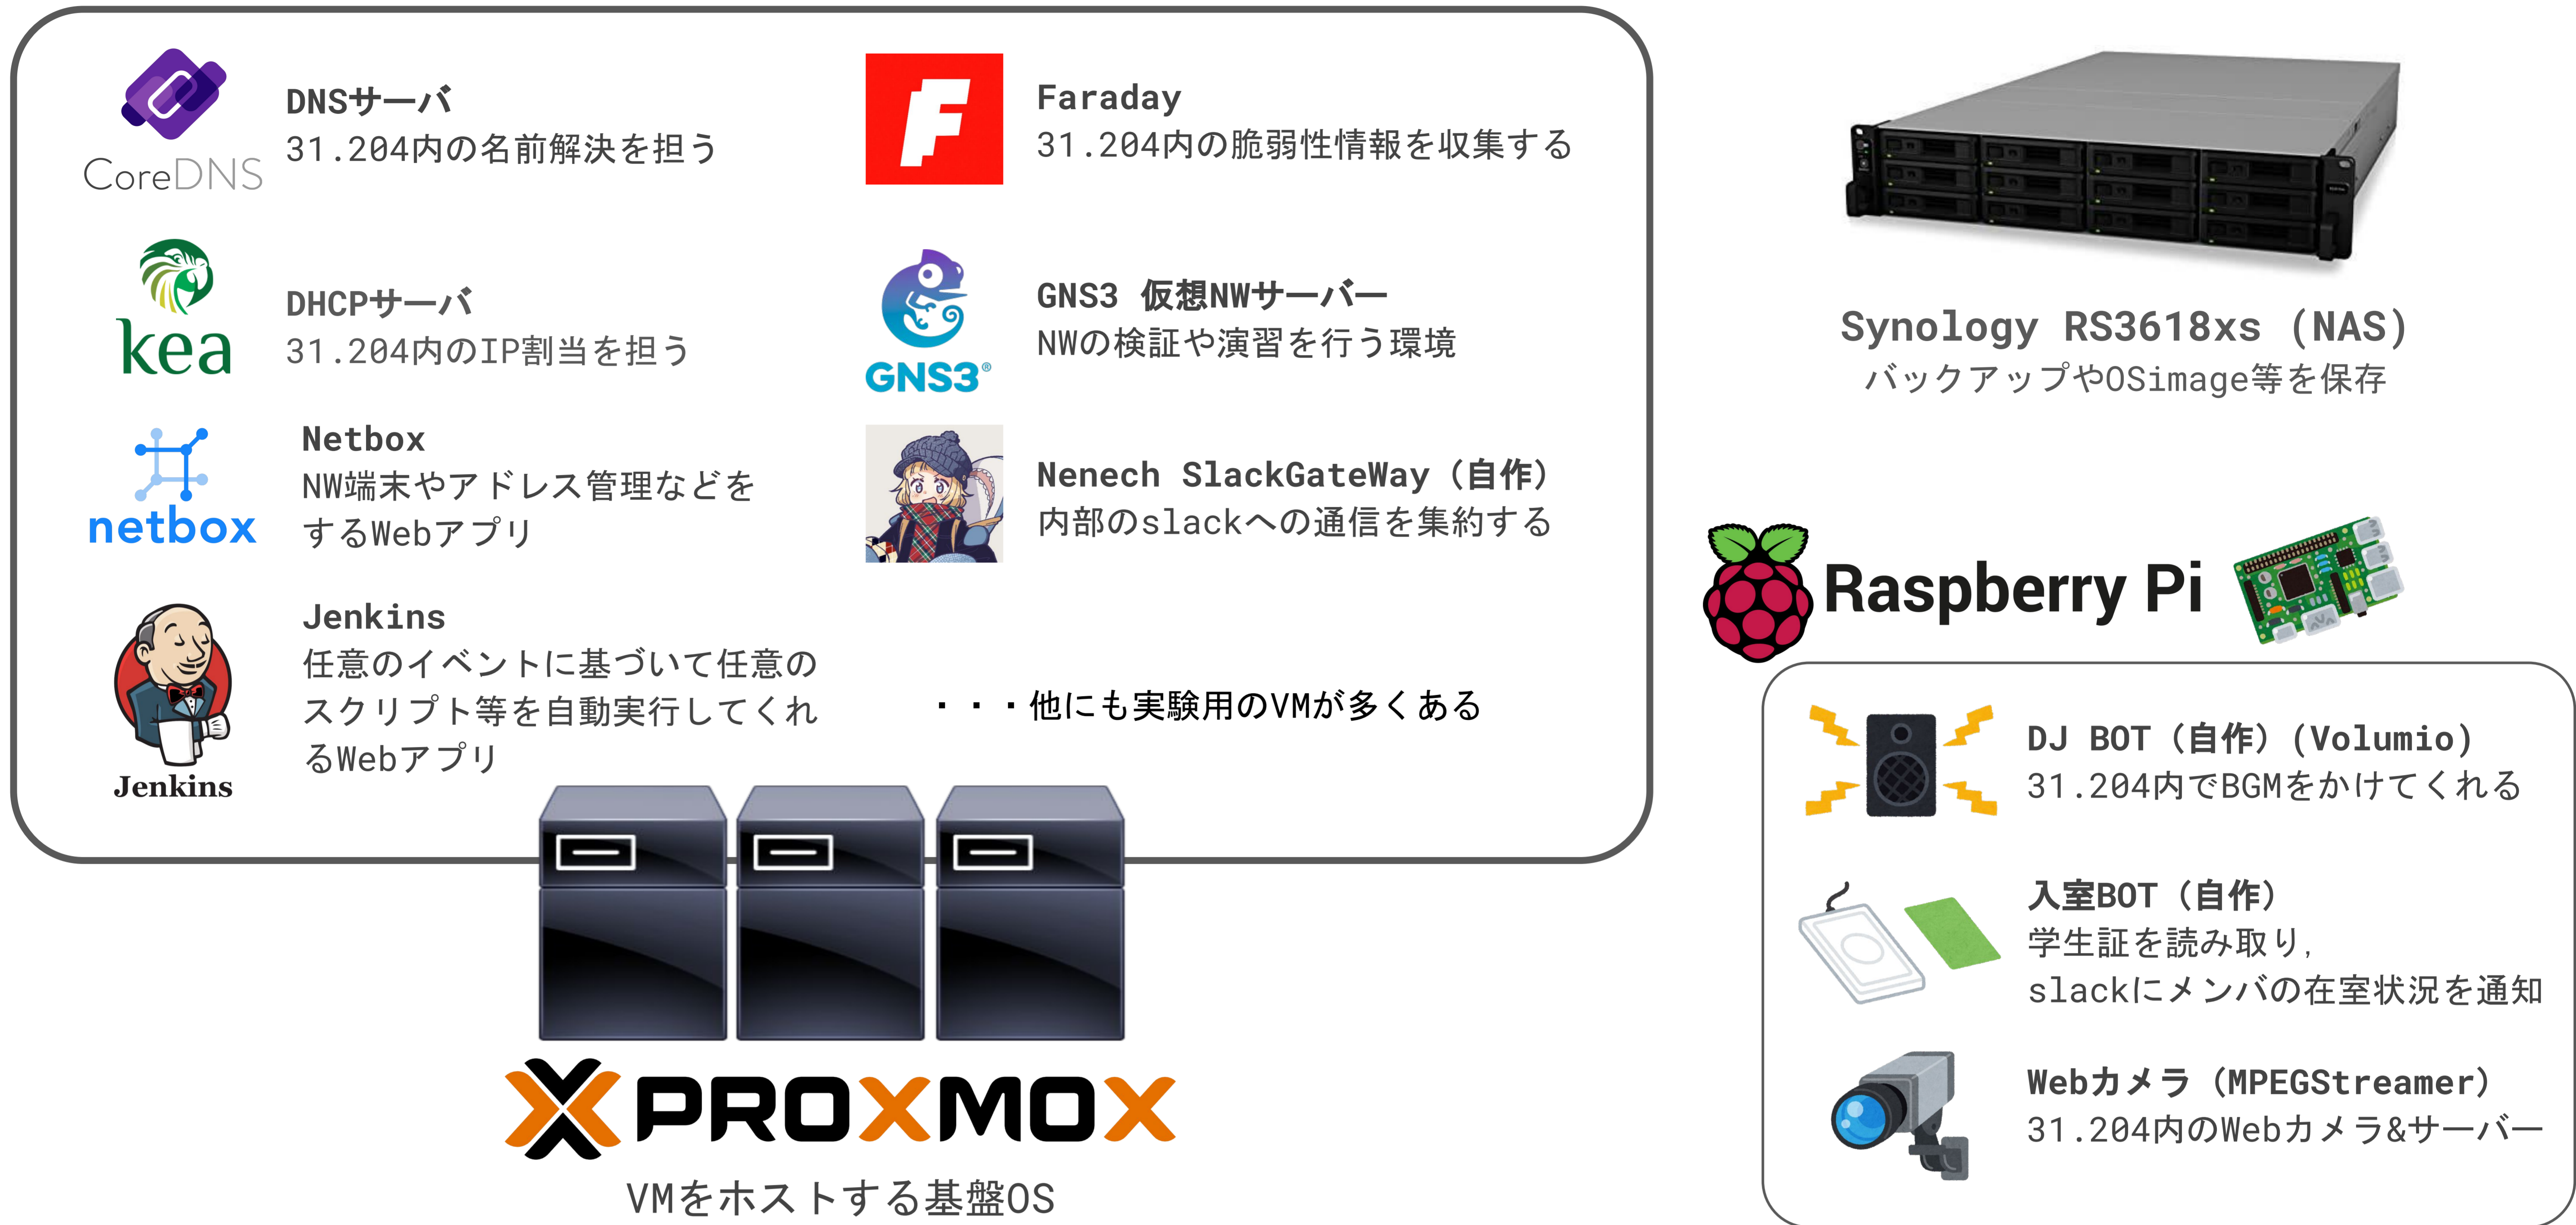 CoreDNS
DNSサーバ
31.204内の名前解決を担う
kea
DHCPサーバ
31.204内のIP割当を担う
netbox
Netbox
NW端末やアドレス管理などを
するWebアプリ
Jenkins
Jenkins
任意のイベントに基づいて任意の
スクリプト等を自動実行してくれ
るWebアプリ
F
Faraday
31.204内の脆弱性情報を収集する
GNS3®
GNS3 仮想NWサーバー
NWの検証や演習を行う環境
Nenech SlackGateWay（自作）
内部のslackへの通信を集約する
・・・他にも実験用のVMが多くある
PROXMOX
VMをホストする基盤OS
Synology RS3618xs (NAS)
バックアップやOSimage等を保存
Raspberry Pi
DJ BOT（自作）(Volumio)
31.204内でBGMをかけてくれる
入室BOT（自作）
学生証を読み取り,
slackにメンバの在室状況を通知
Webカメラ（MPEGStreamer）
31.204内のWebカメラ&サーバー